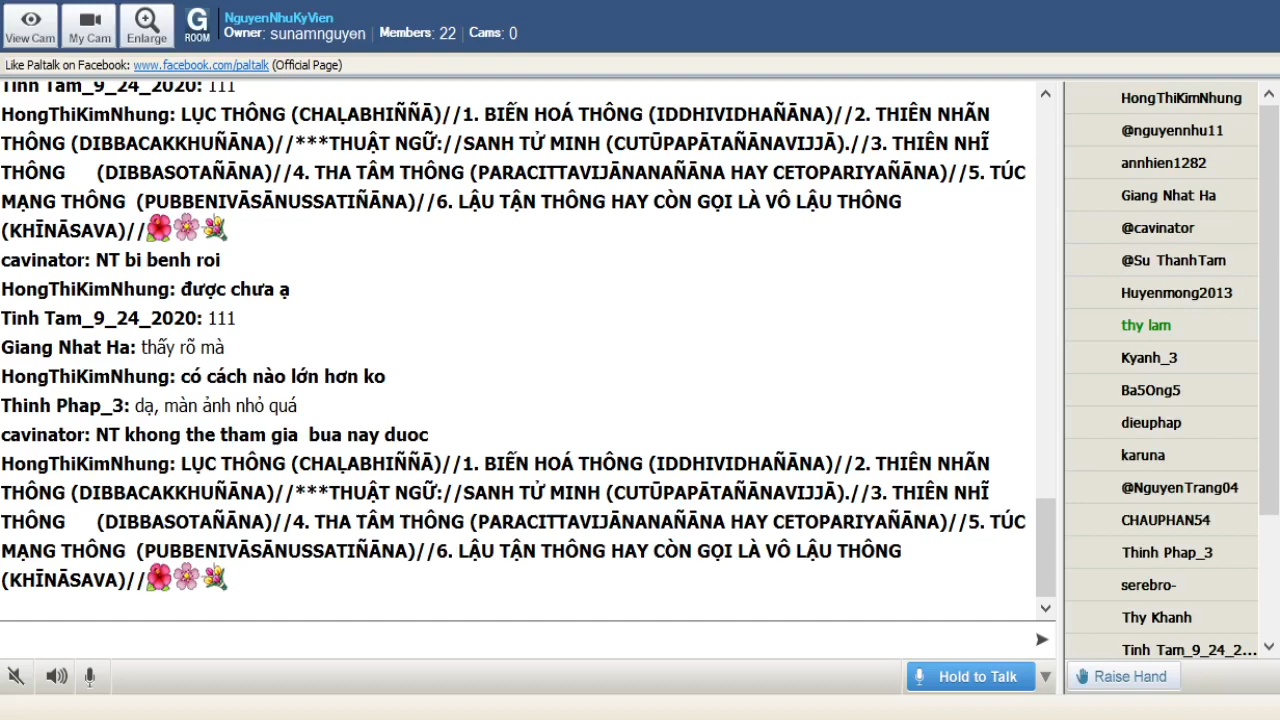 View Cam
My Cam
Enlarge
G
ROOM
NguyenNhuKyVien
Owner: sunamnguyen | Members: 22 | Cams: 0
Like Paltalk on Facebook: www.facebook.com/paltalk (Official Page)
Tinh Tam_9_24_2020: 111
HongThiKimNhung: LỤC THÔNG (CHAḶABHIÑÑĀ)//1. BIẾN HOÁ THÔNG (IDDHIVIDHAÑĀNA)//2. THIÊN NHÃN
THÔNG (DIBBACAKKHUÑĀNA)//***THUẬT NGỮ://SANH TỬ MINH (CUTŪPAPĀTAÑĀNAVIJJĀ).//3. THIÊN NHĨ
THÔNG (DIBBASOTAÑĀNA)//4. THA TÂM THÔNG (PARACITTAVIJĀNANAÑĀNA HAY CETOPARIYAÑĀNA)//5. TÚC
MẠNG THÔNG (PUBBENIVĀSĀNUSSATIÑĀNA)//6. LẬU TẬN THÔNG HAY CÒN GỌI LÀ VÔ LẬU THÔNG
(KHĪNĀSAVA)//
cavinator: NT bi benh roi
HongThiKimNhung: được chưa ạ
Tinh Tam_9_24_2020: 111
Giang Nhat Ha: thấy rõ mà
HongThiKimNhung: có cách nào lớn hơn ko
Thinh Phap_3: dạ, màn ảnh nhỏ quá
cavinator: NT khong the tham gia bua nay duoc
HongThiKimNhung: LỤC THÔNG (CHAḶABHIÑÑĀ)//1. BIẾN HOÁ THÔNG (IDDHIVIDHAÑĀNA)//2. THIÊN NHÃN
THÔNG (DIBBACAKKHUÑĀNA)//***THUẬT NGỮ://SANH TỬ MINH (CUTŪPAPĀTAÑĀNAVIJJĀ).//3. THIÊN NHĨ
THÔNG (DIBBASOTAÑĀNA)//4. THA TÂM THÔNG (PARACITTAVIJĀNANAÑĀNA HAY CETOPARIYAÑĀNA)//5. TÚC
MẠNG THÔNG (PUBBENIVĀSĀNUSSATIÑĀNA)//6. LẬU TẬN THÔNG HAY CÒN GỌI LÀ VÔ LẬU THÔNG
(KHĪNĀSAVA)//
HongThiKimNhung
@nguyennhu11
annhien1282
Giang Nhat Ha
@cavinator
@Su ThanhTam
Huyenmong2013
thy lam
Kyanh_3
Ba5Ong5
dieuphap
karuna
@NguyenTrang04
CHAUPHAN54
Thinh Phap_3
serebro-
Thy Khanh
Tinh Tam_9_24_2...
Hold to Talk
Raise Hand